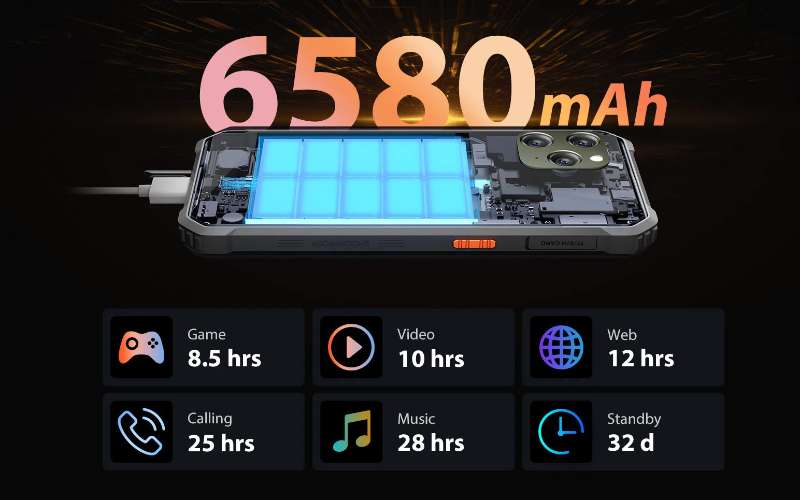 6580mAh
Game
8.5 hrs
Video
10 hrs
Web
12 hrs
Calling
25 hrs
Music
28 hrs
Standby
32 d